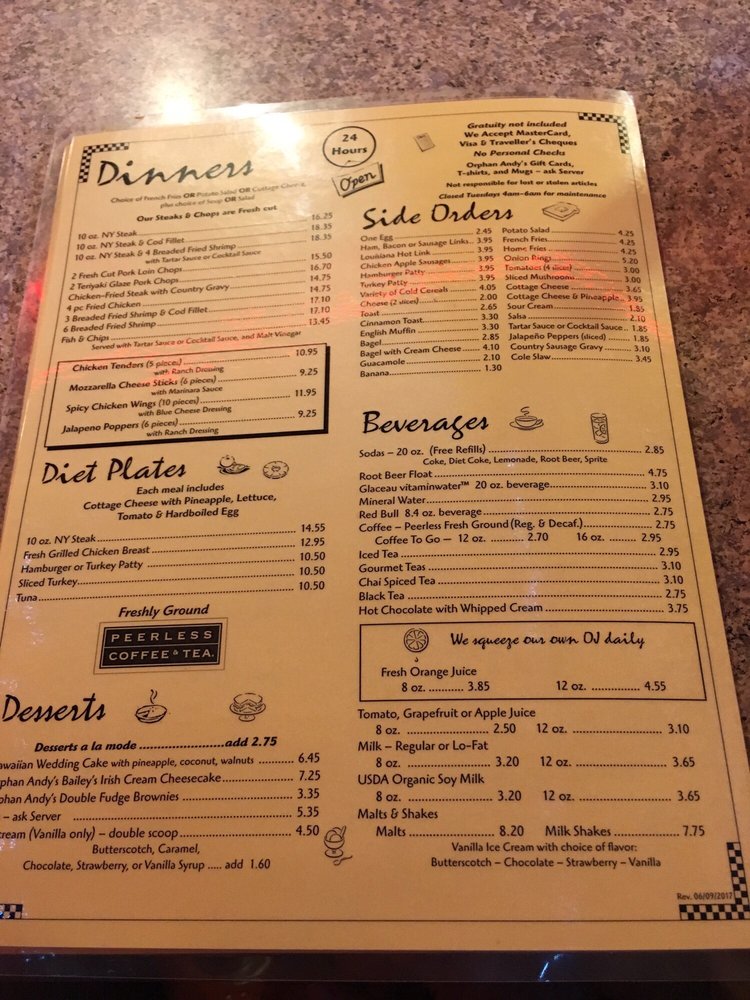 24
Hours
Open
Gratuity not included
We Accept MasterCard,
Visa & Traveller's Cheques
No Personal Checks
Orphan Andy's Gift Cards,
T-shirts, and Mugs – ask Server
Not responsible for lost or stolen articles
Closed Tuesdays 4am–6am for maintenance
Dinners
Choice of French Fries OR Potato Salad OR Cottage Cheese,
plus choice of Soup OR Salad
Our Steaks & Chops are Fresh cut
10 oz. NY Steak 16.25
10 oz. NY Steak & Cod Fillet 18.35
10 oz. NY Steak & 4 Breaded Fried Shrimp 18.35
with Tartar Sauce or Cocktail Sauce
2 Fresh Cut Pork Loin Chops 15.50
2 Teriyaki Glaze Pork Chops 16.70
Chicken–Fried Steak with Country Gravy 14.75
4 pc Fried Chicken 14.75
3 Breaded Fried Shrimp & Cod Fillet 17.10
6 Breaded Fried Shrimp 17.10
Fish & Chips 13.45
Served with Tartar Sauce or Cocktail Sauce, and Malt Vinegar
Chicken Tenders (5 pieces) 10.95
with Ranch Dressing
Mozzarella Cheese Sticks (6 pieces) 9.25
with Marinara Sauce
Spicy Chicken Wings (10 pieces) 11.95
with Blue Cheese Dressing
Jalapeno Poppers (6 pieces) 9.25
with Ranch Dressing
Diet Plates
Each meal includes
Cottage Cheese with Pineapple, Lettuce,
Tomato & Hardboiled Egg
10 oz. NY Steak 14.55
Fresh Grilled Chicken Breast 12.95
Hamburger or Turkey Patty 10.50
Sliced Turkey 10.50
Tuna 10.50
Freshly Ground
PEERLESS
COFFEE & TEA.
Desserts
Desserts a la mode add 2.75
awaiian Wedding Cake with pineapple, coconut, walnuts 6.45
rphan Andy's Bailey's Irish Cream Cheesecake 7.25
phan Andy's Double Fudge Brownies 3.35
– ask Server 5.35
cream (Vanilla only) – double scoop 4.50
Butterscotch, Caramel,
Chocolate, Strawberry, or Vanilla Syrup ..... add 1.60
Side Orders
One Egg 2.45
Ham, Bacon or Sausage Links 3.95
Louisiana Hot Link 3.95
Chicken Apple Sausages 3.95
Hamburger Patty 3.95
Turkey Patty 3.95
Variety of Cold Cereals 4.05
Cheese (2 slices) 2.00
Toast 2.65
Cinnamon Toast 3.30
English Muffin 3.30
Bagel 2.85
Bagel with Cream Cheese 4.10
Guacamole 2.10
Banana 1.30
Potato Salad 4.25
French Fries 4.25
Home Fries 4.25
Onion Rings 5.20
Tomatoes (4 slices) 3.00
Sliced Mushrooms 3.00
Cottage Cheese 3.65
Cottage Cheese & Pineapple 3.95
Sour Cream 1.85
Salsa 2.10
Tartar Sauce or Cocktail Sauce 1.85
Jalapeño Peppers (sliced) 1.85
Country Sausage Gravy 3.10
Cole Slaw 3.45
Beverages
Sodas – 20 oz. (Free Refills) 2.85
Coke, Diet Coke, Lemonade, Root Beer, Sprite
Root Beer Float 4.75
Glaceau vitaminwater™ 20 oz. beverage 3.10
Mineral Water 2.95
Red Bull 8.4 oz. beverage 2.75
Coffee – Peerless Fresh Ground (Reg. & Decaf.) 2.75
Coffee To Go – 12 oz. 2.70 16 oz. 2.95
Iced Tea 2.95
Gourmet Teas 3.10
Chai Spiced Tea 3.10
Black Tea 2.75
Hot Chocolate with Whipped Cream 3.75
We squeeze our own OJ daily
Fresh Orange Juice
8 oz. 3.85 12 oz. 4.55
Tomato, Grapefruit or Apple Juice
8 oz. 2.50 12 oz. 3.10
Milk – Regular or Lo-Fat
8 oz. 3.20 12 oz. 3.65
USDA Organic Soy Milk
8 oz. 3.20 12 oz. 3.65
Malts & Shakes
Malts 8.20 Milk Shakes 7.75
Vanilla Ice Cream with choice of flavor:
Butterscotch – Chocolate – Strawberry – Vanilla
Rev. 06/09/2017